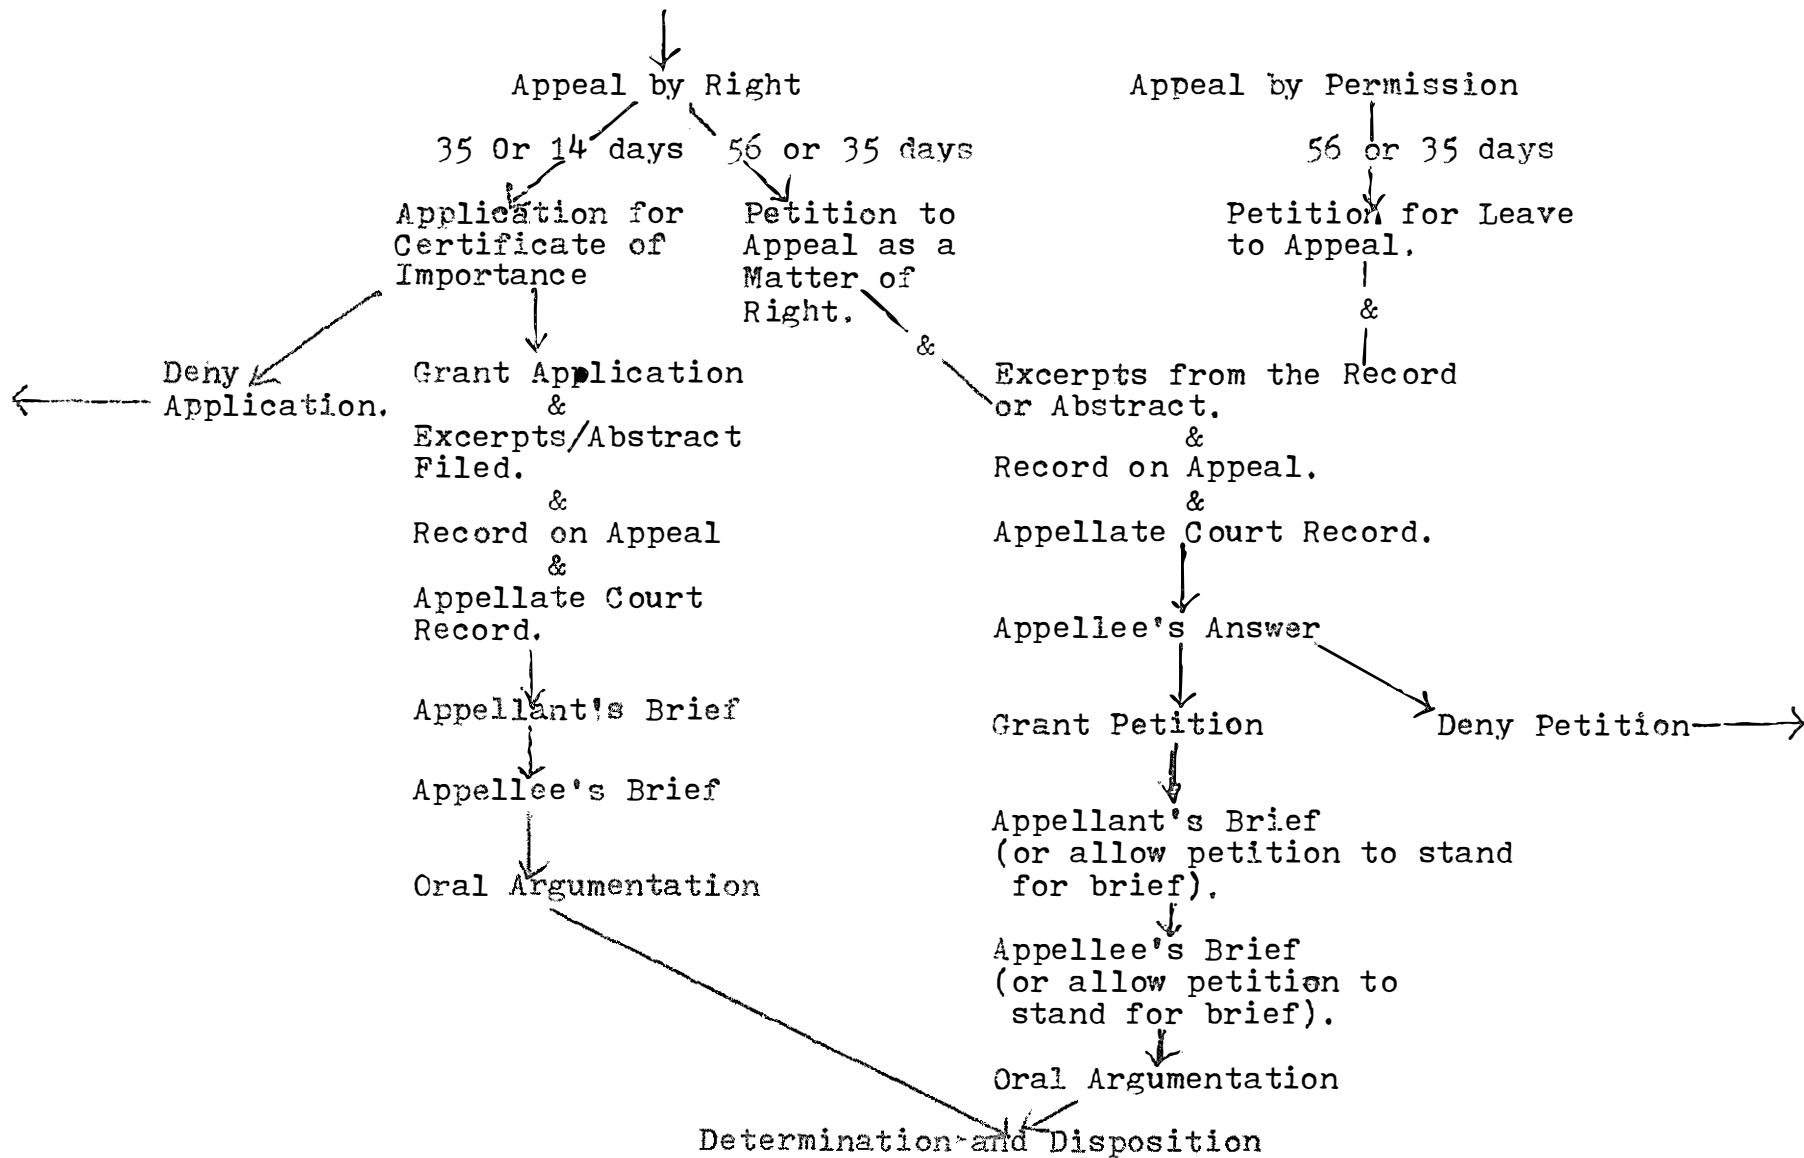 Appeal by Right
Appeal by Permission
35 Or 14 days
56 or 35 days
56 or 35 days
Application for
Certificate of
Importance
Petition to
Appeal as a
Matter of
Right.
Petition for Leave
to Appeal.
&
&
Deny
Application.
Grant Application
&
Excerpts/Abstract
Filed.
&
Record on Appeal
&
Appellate Court
Record.
Appellant's Brief
Appellee's Brief
Oral Argumentation
Excerpts from the Record
or Abstract.
&
Record on Appeal.
&
Appellate Court Record.
Appellee's Answer
Grant Petition
Deny Petition
Appellant's Brief
(or allow petition to stand
for brief).
Appellee's Brief
(or allow petition to
stand for brief).
Oral Argumentation
Determination and Disposition